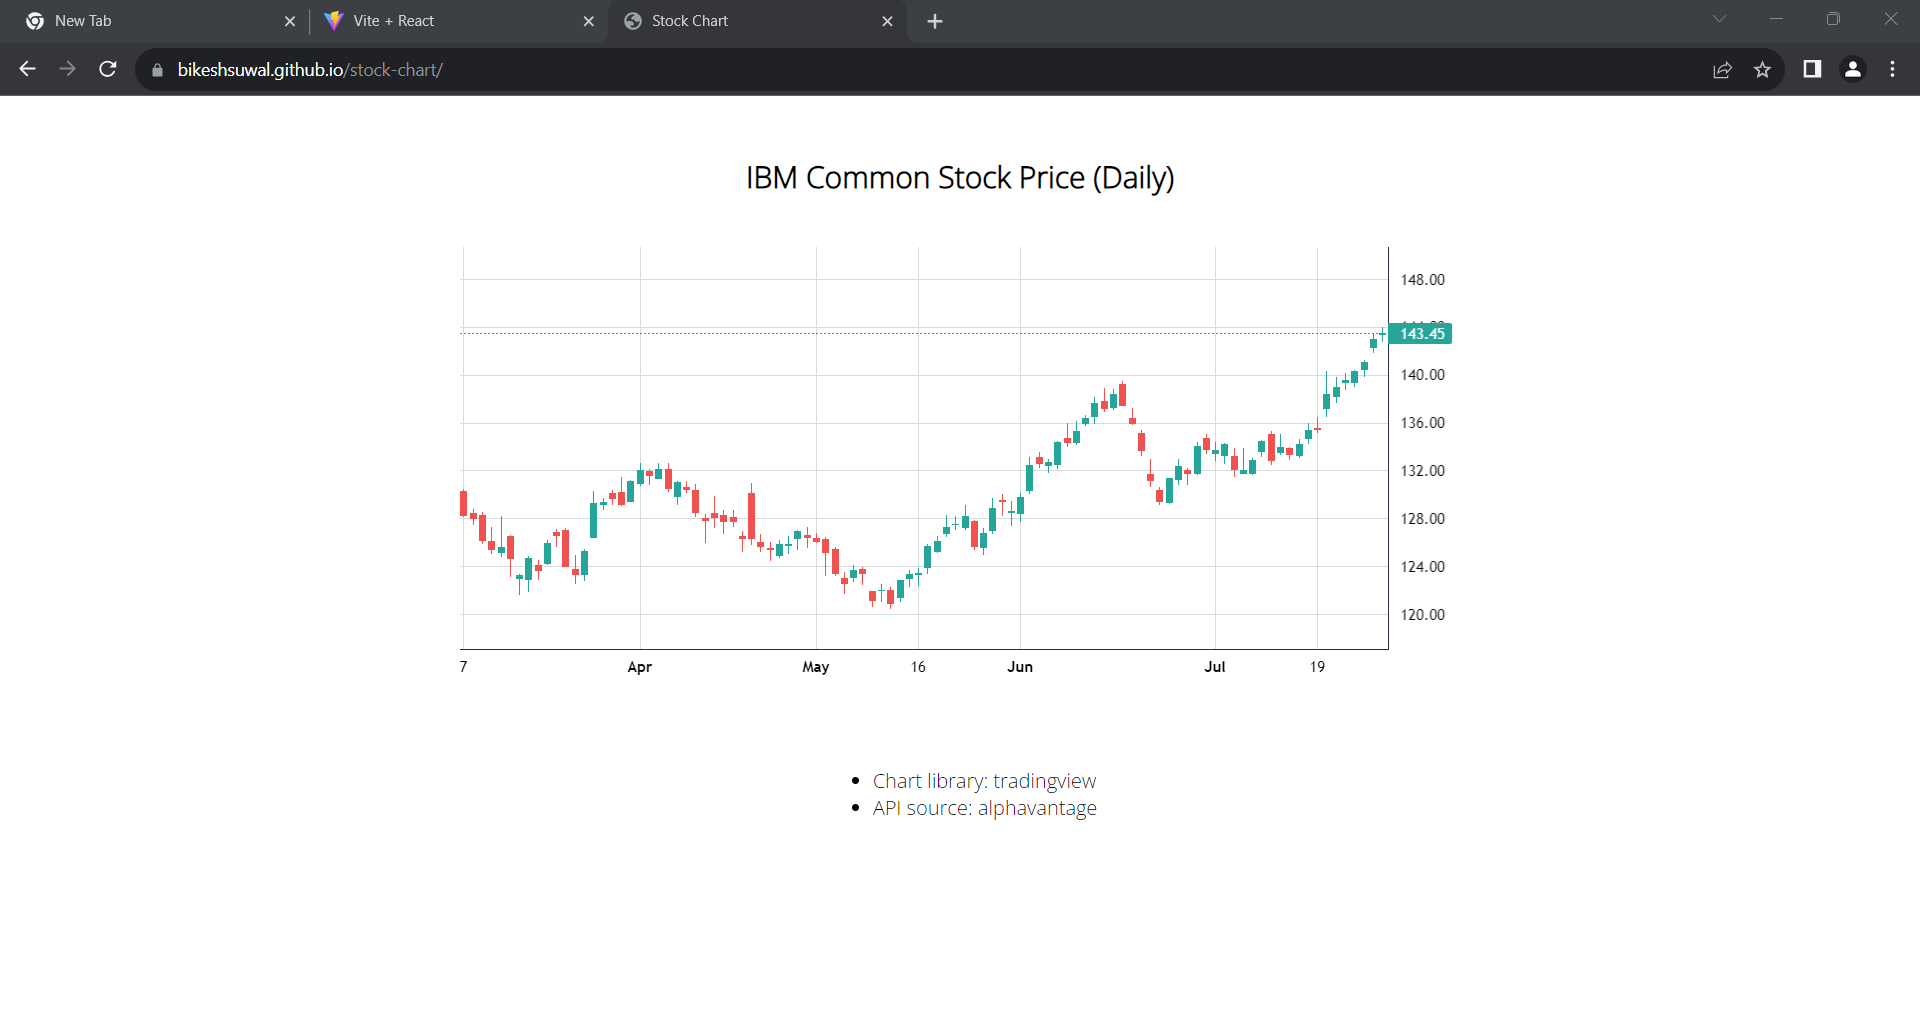 New Tab
Vite + React
Stock Chart
bikeshsuwal.github.io/stock-chart/
IBM Common Stock Price (Daily)
148.00
143.45
140.00
136.00
132.00
128.00
124.00
120.00
7 Apr May 16 Jun Jul 19
Chart library: tradingview
API source: alphavantage